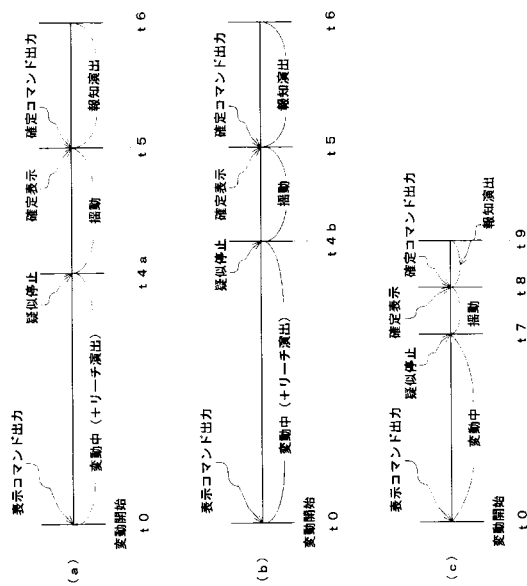 (a)
表示コマンド出力
疑似停止
確定表示
確定コマンド出力
変動中(+リーチ演出)
揺動
報知演出
変動開始
t0
t4a
t5
t6
(b)
表示コマンド出力
疑似停止
確定表示
確定コマンド出力
変動中(+リーチ演出)
揺動
報知演出
変動開始
t0
t4b
t5
t6
(c)
表示コマンド出力
疑似停止
確定表示
確定コマンド出力
変動中
揺動
報知演出
変動開始
t0
t7
t8
t9